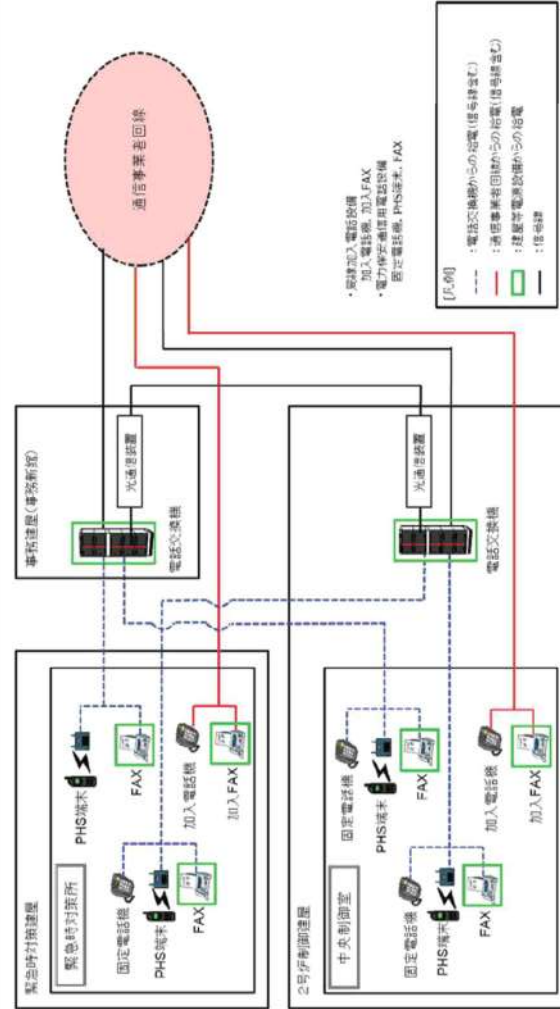 緊急時対策建屋
緊急時対策所
固定電話機
PHS端末
FAX
PHS端末
FAX
加入電話機
加入FAX
事務建屋(事務新館)
電話交換機
光通信装置
通信事業者回線
2号炉制御建屋
中央制御室
固定電話機
PHS端末
FAX
固定電話機
PHS端末
FAX
加入電話機
加入FAX
電話交換機
光通信装置
・局線加入電話設備
加入電話機, 加入FAX
・電力保安通信用電話設備
固定電話機, PHS端末, FAX
[凡例]
:電話交換機からの給電(信号線含む)
:通信事業者回線からの給電(信号線含む)
:建屋等電源設備からの給電
:信号線